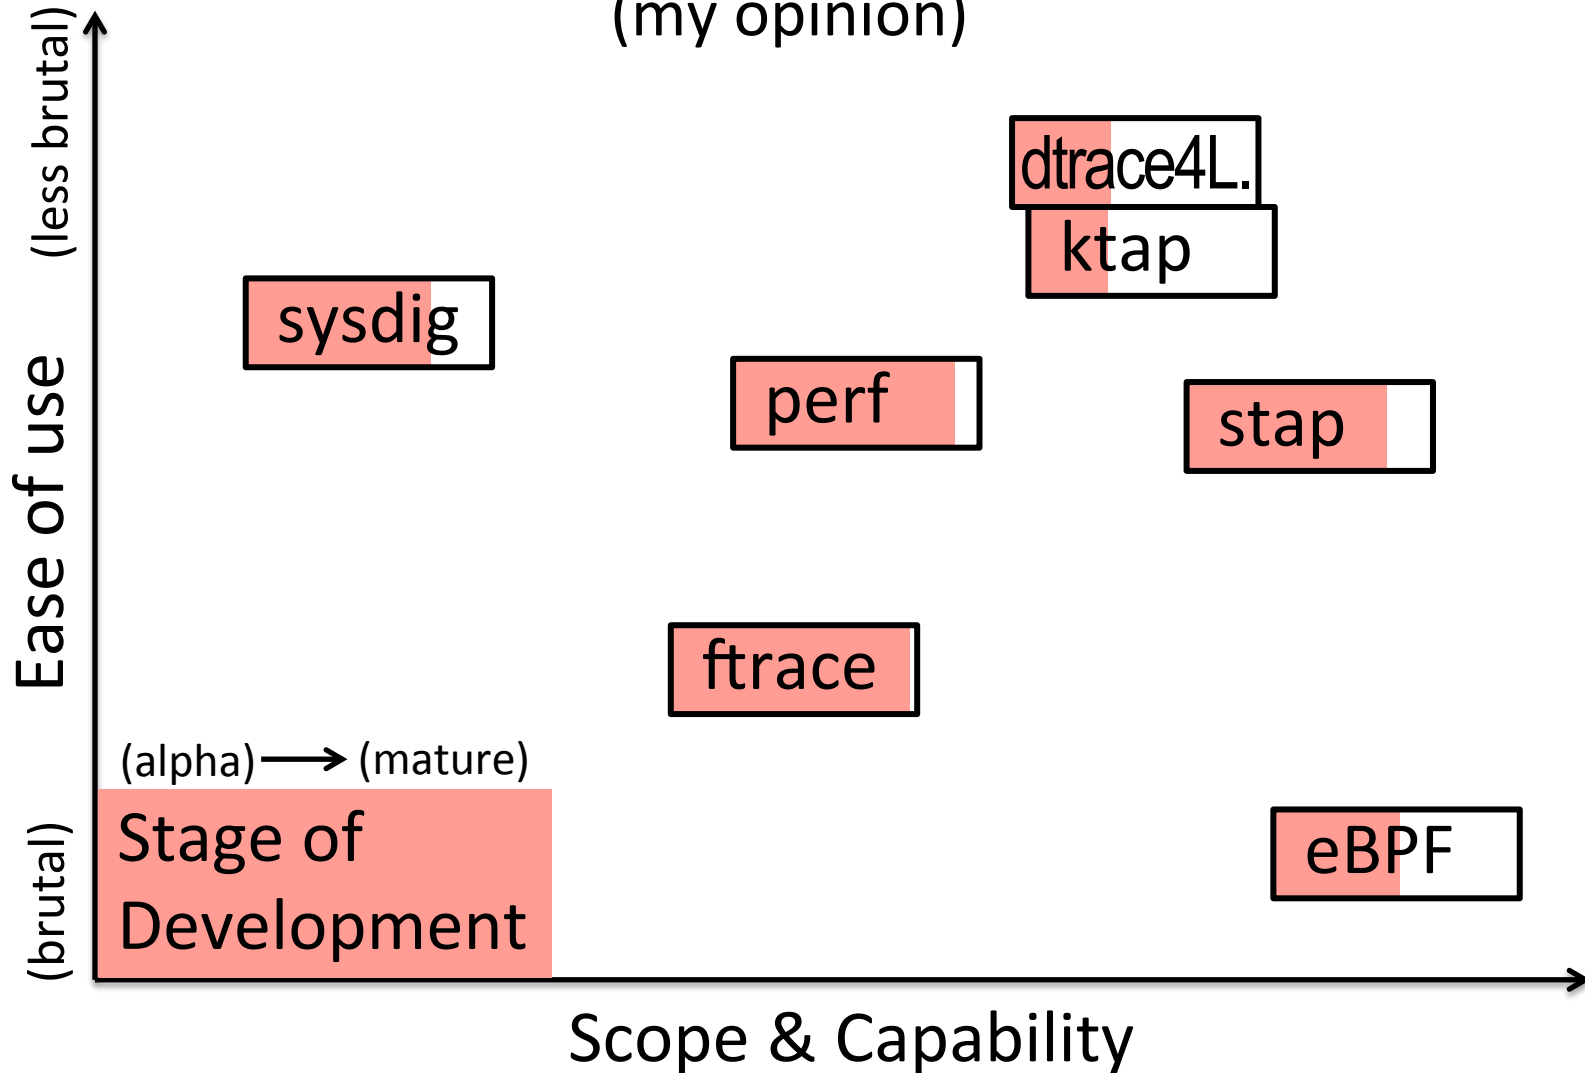 (my opinion)
(less brutal)
dtrace4L.
ktap
sysdig
perf
stap
Ease of use
ftrace
(alpha) (mature)
Stage of
Development
eBPF
(brutal)
Scope & Capability